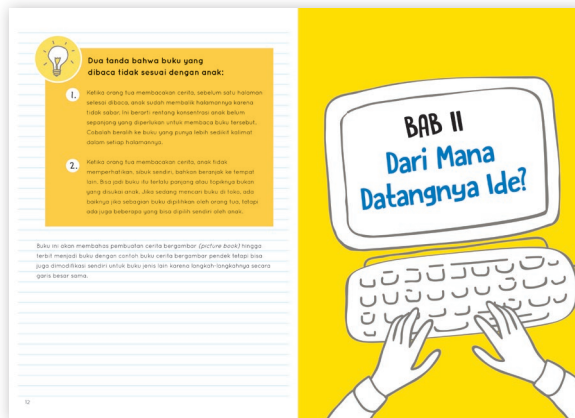 Dua tanda bahwa buku yang
dibaca tidak sesuai dengan anak:
1. Ketika orang tua membacakan cerita, sebelum satu halaman
selesai dibaca, anak sudah membalik halamannya karena
tidak sabar. Ini berarti rentang konsentrasi anak belum
sepanjang yang diperlukan untuk membaca buku tersebut.
Cobalah beralih ke buku yang punya lebih sedikit kalimat
dalam setiap halamannya.
2. Ketika orang tua membacakan cerita, anak tidak
memperhatikan, sibuk sendiri, bahkan beranjak ke tempat
lain. Bisa jadi buku itu terlalu panjang atau topiknya bukan
yang disukai anak. Jika sedang mencari buku di toko, ada
baiknya jika sebagian buku dipilihkan oleh orang tua, tetapi
ada juga beberapa yang bisa dipilih sendiri oleh anak.
Buku ini akan membahas pembuatan cerita bergambar (picture book) hingga
terbit menjadi buku dengan contoh buku cerita bergambar pendek tetapi bisa
juga dimodifikasi sendiri untuk buku jenis lain karena langkah-langkahnya secara
garis besar sama.
12
BAB II
Dari Mana
Datangnya Ide?